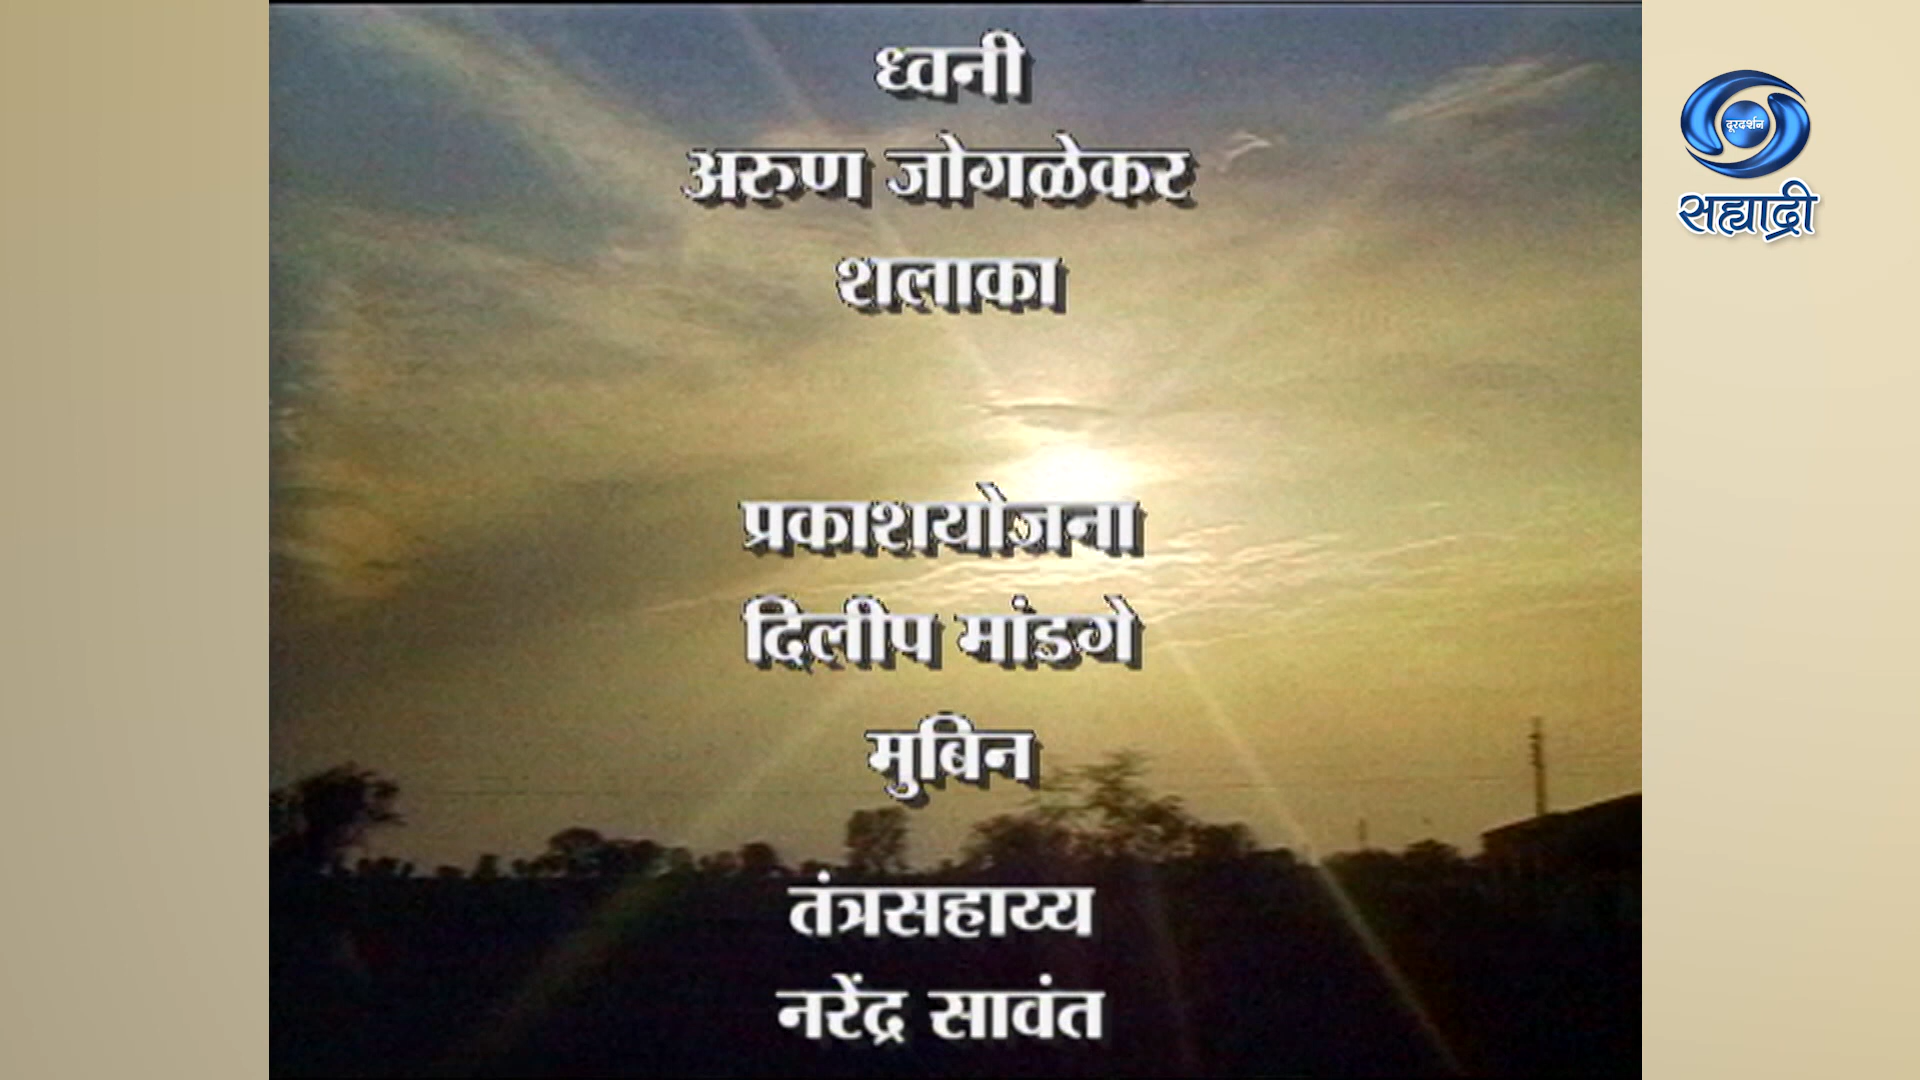 ध्वनी
अरुण जोगळेकर
शलाका
प्रकाशयोजना
दिलीप मांडगे
मुबिन
तंत्रसहाय्य
नरेंद्र सावंत
दूरदर्शन
सह्याद्री